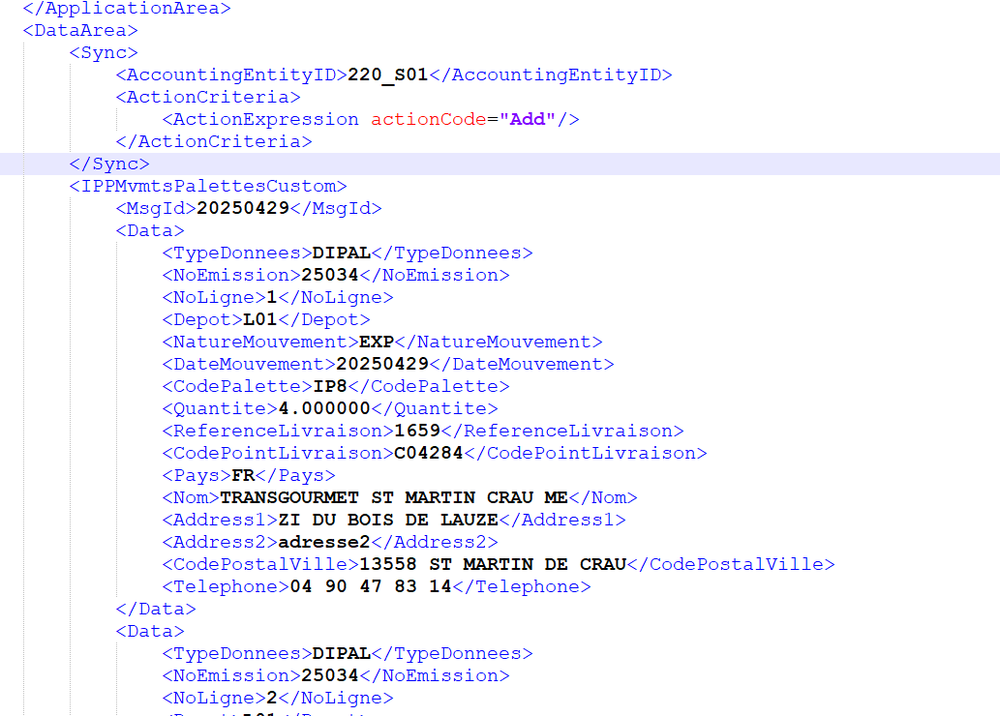 </ApplicationArea>
<DataArea>
<Sync>
<AccountingEntityID>220_S01</AccountingEntityID>
<ActionCriteria>
<ActionExpression actionCode="Add"/>
</ActionCriteria>
</Sync>
<IPPMvmtsPalettesCustom>
<MsgId>20250429</MsgId>
<Data>
<TypeDonnees>DIPAL</TypeDonnees>
<NoEmission>25034</NoEmission>
<NoLigne>1</NoLigne>
<Depot>L01</Depot>
<NatureMouvement>EXP</NatureMouvement>
<DateMouvement>20250429</DateMouvement>
<CodePalette>IP8</CodePalette>
<Quantite>4.000000</Quantite>
<ReferenceLivraison>1659</ReferenceLivraison>
<CodePointLivraison>C04284</CodePointLivraison>
<Pays>FR</Pays>
<Nom>TRANSGOURMET ST MARTIN CRAU ME</Nom>
<Address1>ZI DU BOIS DE LAUZE</Address1>
<Address2>adresse2</Address2>
<CodePostalVille>13558 ST MARTIN DE CRAU</CodePostalVille>
<Telephone>04 90 47 83 14</Telephone>
</Data>
<Data>
<TypeDonnees>DIPAL</TypeDonnees>
<NoEmission>25034</NoEmission>
<NoLigne>2</NoLigne>